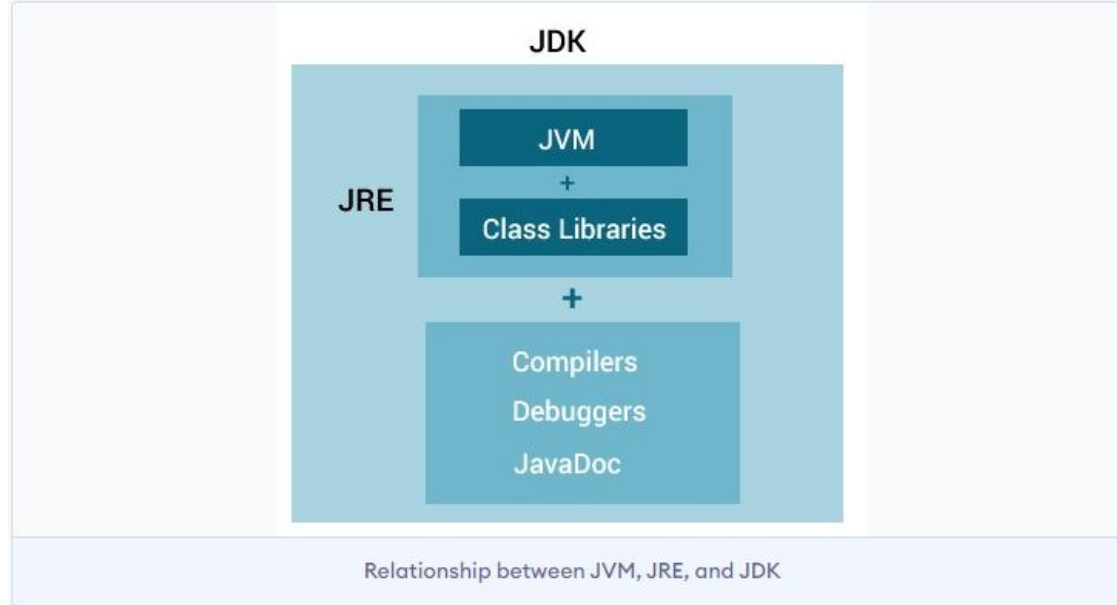 JDK
JVM
+
JRE
Class Libraries
+
Compilers
Debuggers
JavaDoc
Relationship between JVM, JRE, and JDK